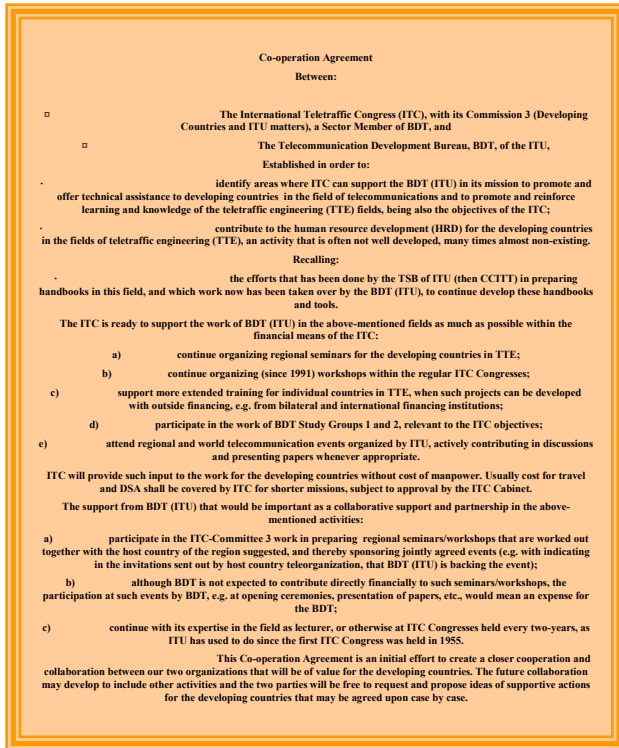 Co-operation Agreement
Between:
¤ The International Teletraffic Congress (ITC), with its Commission 3 (Developing
Countries and ITU matters), a Sector Member of BDT, and
¤ The Telecommunication Development Bureau, BDT, of the ITU,
Established in order to:
· identify areas where ITC can support the BDT (ITU) in its mission to promote and
offer technical assistance to developing countries in the field of telecommunications and to promote and reinforce
learning and knowledge of the teletraffic engineering (TTE) fields, being also the objectives of the ITC;
· contribute to the human resource development (HRD) for the developing countries
in the fields of teletraffic engineering (TTE), an activity that is often not well developed, many times almost non-existing.
Recalling:
· the efforts that has been done by the TSB of ITU (then CCITT) in preparing
handbooks in this field, and which work now has been taken over by the BDT (ITU), to continue develop these handbooks
and tools.
The ITC is ready to support the work of BDT (ITU) in the above-mentioned fields as much as possible within the
financial means of the ITC:
a) continue organizing regional seminars for the developing countries in TTE;
b) continue organizing (since 1991) workshops within the regular ITC Congresses;
c) support more extended training for individual countries in TTE, when such projects can be developed
with outside financing, e.g. from bilateral and international financing institutions;
d) participate in the work of BDT Study Groups 1 and 2, relevant to the ITC objectives;
e) attend regional and world telecommunication events organized by ITU, actively contributing in discussions
and presenting papers whenever appropriate.
ITC will provide such input to the work for the developing countries without cost of manpower. Usually cost for travel
and DSA shall be covered by ITC for shorter missions, subject to approval by the ITC Cabinet.
The support from BDT (ITU) that would be important as a collaborative support and partnership in the above-
mentioned activities:
a) participate in the ITC-Committee 3 work in preparing regional seminars/workshops that are worked out
together with the host country of the region suggested, and thereby sponsoring jointly agreed events (e.g. with indicating
in the invitations sent out by host country teleorganization, that BDT (ITU) is backing the event);
b) although BDT is not expected to contribute directly financially to such seminars/workshops, the
participation at such events by BDT, e.g. at opening ceremonies, presentation of papers, etc., would mean an expense for
the BDT;
c) continue with its expertise in the field as lecturer, or otherwise at ITC Congresses held every two-years, as
ITU has used to do since the first ITC Congress was held in 1955.
This Co-operation Agreement is an initial effort to create a closer cooperation and
collaboration between our two organizations that will be of value for the developing countries. The future collaboration
may develop to include other activities and the two parties will be free to request and propose ideas of supportive actions
for the developing countries that may be agreed upon case by case.